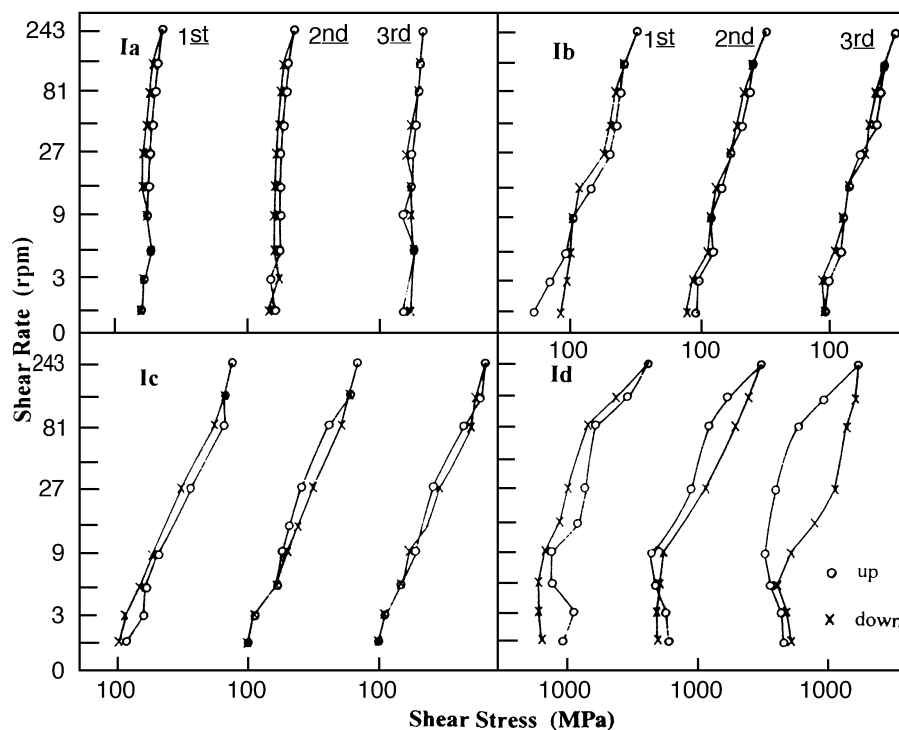 243
81
27
9
3
0
Ia
1st
2nd
3rd
Ib
1st
2nd
3rd
100
100
100
Shear Rate (rpm)
243
81
27
9
3
0
Ic
100
100
100
Id
up
down
1000
1000
1000
Shear Stress (MPa)